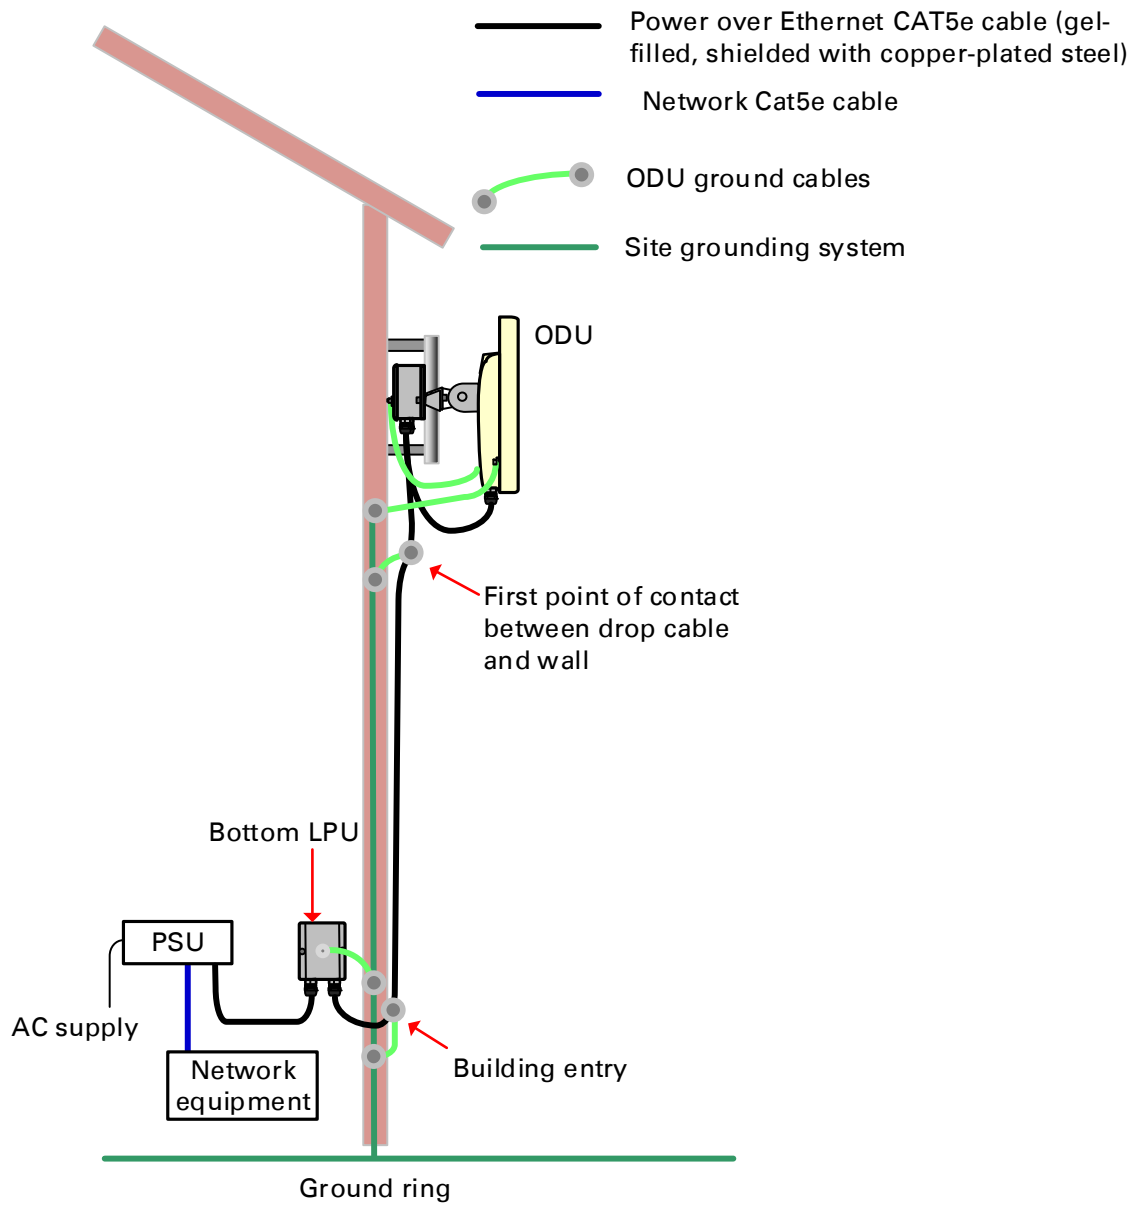 Power over Ethernet CAT5e cable (gel-
filled, shielded with copper-plated steel)
Network Cat5e cable
ODU ground cables
Site grounding system
ODU
First point of contact
between drop cable
and wall
Bottom LPU
PSU
AC supply
Building entry
Network
equipment
Ground ring